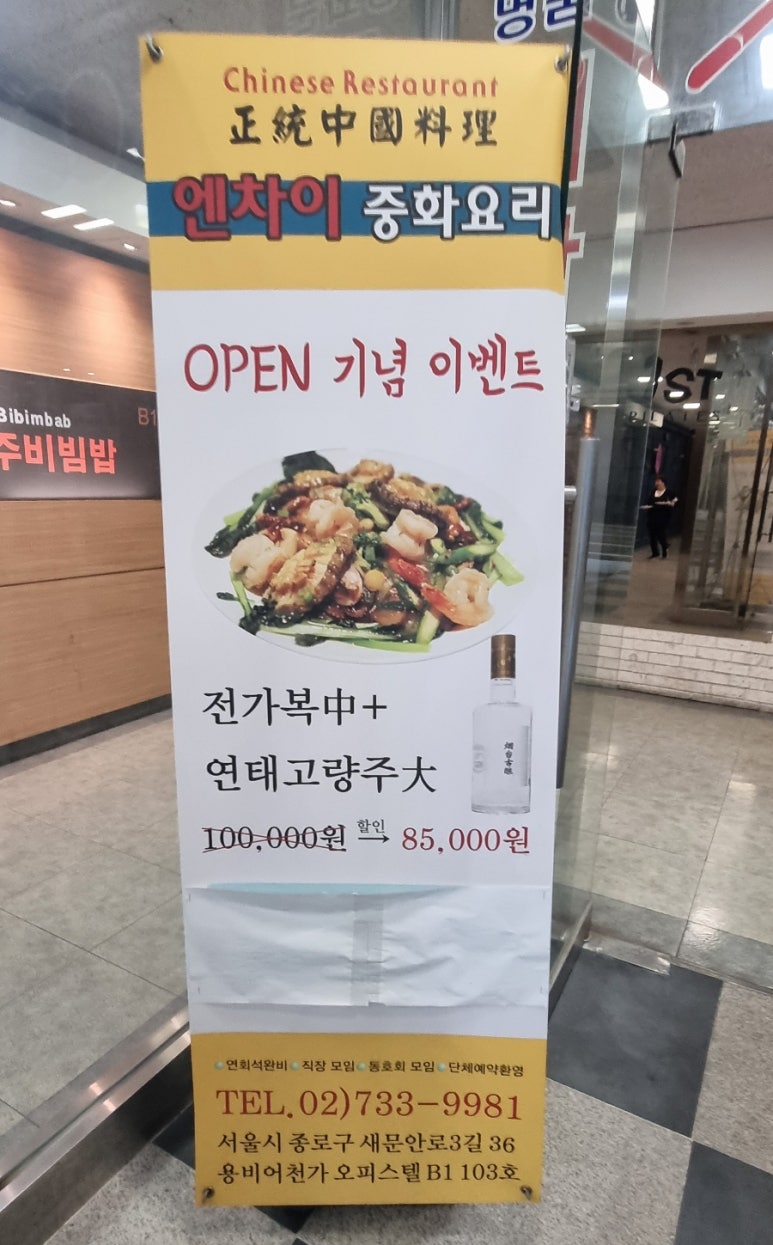 Chinese Restaurant
正統中國料理
엔차이 중화요리
OPEN 기념 이벤트
전가복中+
연태고량주大
100,000원 할인→ 85,000원
烟台古酿
연회석완비 직장 모임 동호회 모임 단체예약환영
TEL.02)733-9981
서울시 종로구 새문안로3길 36
용비어천가 오피스텔 B1 103호
Bibimbab B1
주비빔밥